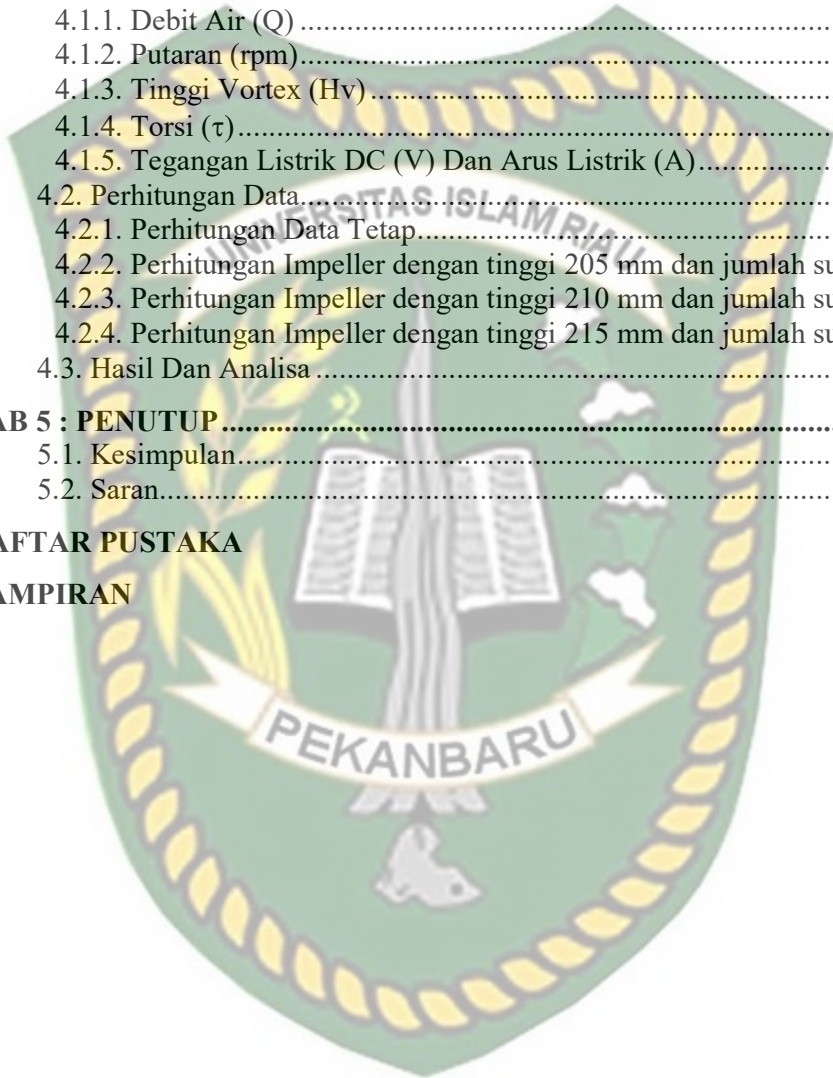 4.1.1. Debit Air (Q)...........................................................................
4.1.2. Putaran (rpm)...........................................................................
4.1.3. Tinggi Vortex (Hv)...................................................................
4.1.4. Torsi (τ)...................................................................................
4.1.5. Tegangan Listrik DC (V) Dan Arus Listrik (A)....................
4.2. Perhitungan Data...........................................................................
UNIVERSITAS ISLAM RIAU
4.2.1. Perhitungan Data Tetap...........................................................
4.2.2. Perhitungan Impeller dengan tinggi 205 mm dan jumlah su
4.2.3. Perhitungan Impeller dengan tinggi 210 mm dan jumlah su
4.2.4. Perhitungan Impeller dengan tinggi 215 mm dan jumlah su
4.3. Hasil Dan Analisa...........................................................................
AB 5 : PENUTUP...........................................................................
5.1. Kesimpulan...........................................................................
5.2. Saran...........................................................................
AFTAR PUSTAKA
AMPIRAN
PEKANBARU